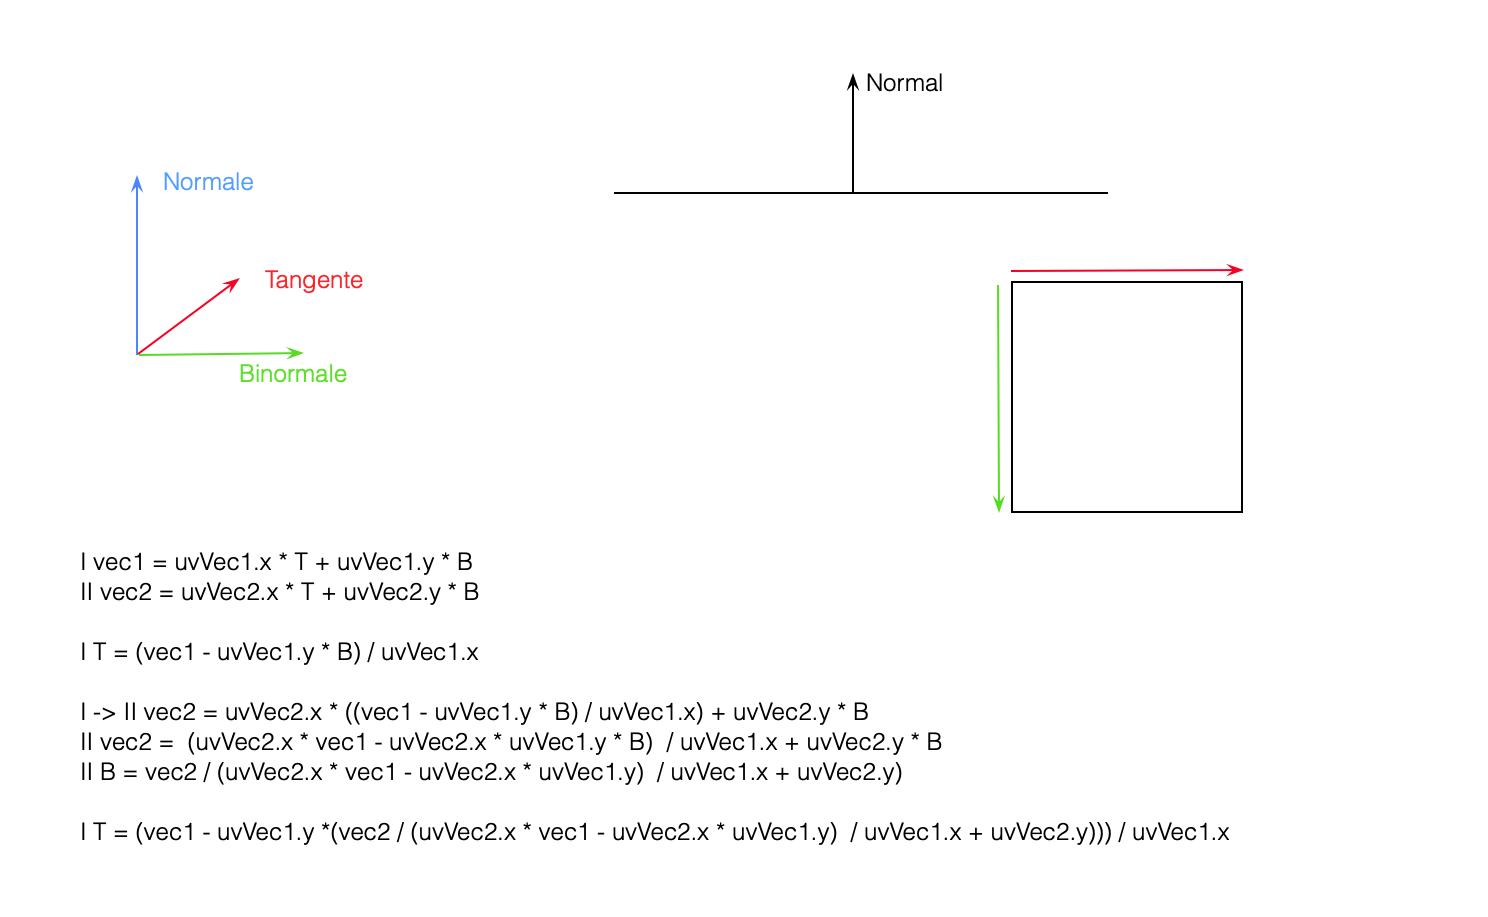 Normal
Normale
Tangente
Binormale
I vec1 = uvVec1.x * T + uvVec1.y * B
II vec2 = uvVec2.x * T + uvVec2.y * B
I T = (vec1 - uvVec1.y * B) / uvVec1.x
I -> II vec2 = uvVec2.x * ((vec1 - uvVec1.y * B) / uvVec1.x) + uvVec2.y * B
II vec2 =  (uvVec2.x * vec1 - uvVec2.x * uvVec1.y * B)  / uvVec1.x + uvVec2.y * B
II B = vec2 / (uvVec2.x * vec1 - uvVec2.x * uvVec1.y)  / uvVec1.x + uvVec2.y)
I T = (vec1 - uvVec1.y *(vec2 / (uvVec2.x * vec1 - uvVec2.x * uvVec1.y)  / uvVec1.x + uvVec2.y))) / uvVec1.x